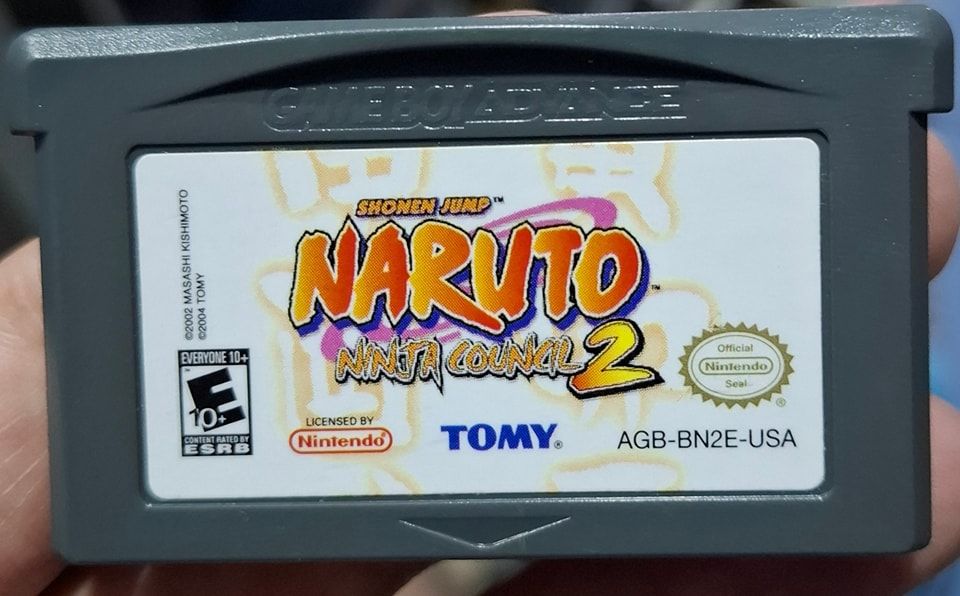 GAME BOY ADVANCE
©2002 MASASHI KISHIMOTO
©2004 TOMY
SHONEN JUMP™
NARUTO™
NINJA COUNCIL 2
EVERYONE 10+
™
E
10+
CONTENT RATED BY
ESRB
LICENSED BY
Nintendo®
TOMY®
Official
Nintendo
Seal
®
AGB-BN2E-USA